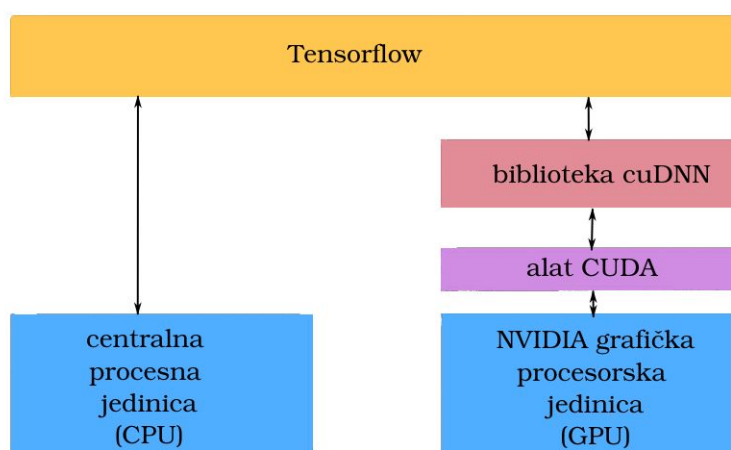 Tensorflow
biblioteka cuDNN
alat CUDA
centralna
procesna
jedinica
(CPU)
NVIDIA grafička
procesorska
jedinica
(GPU)